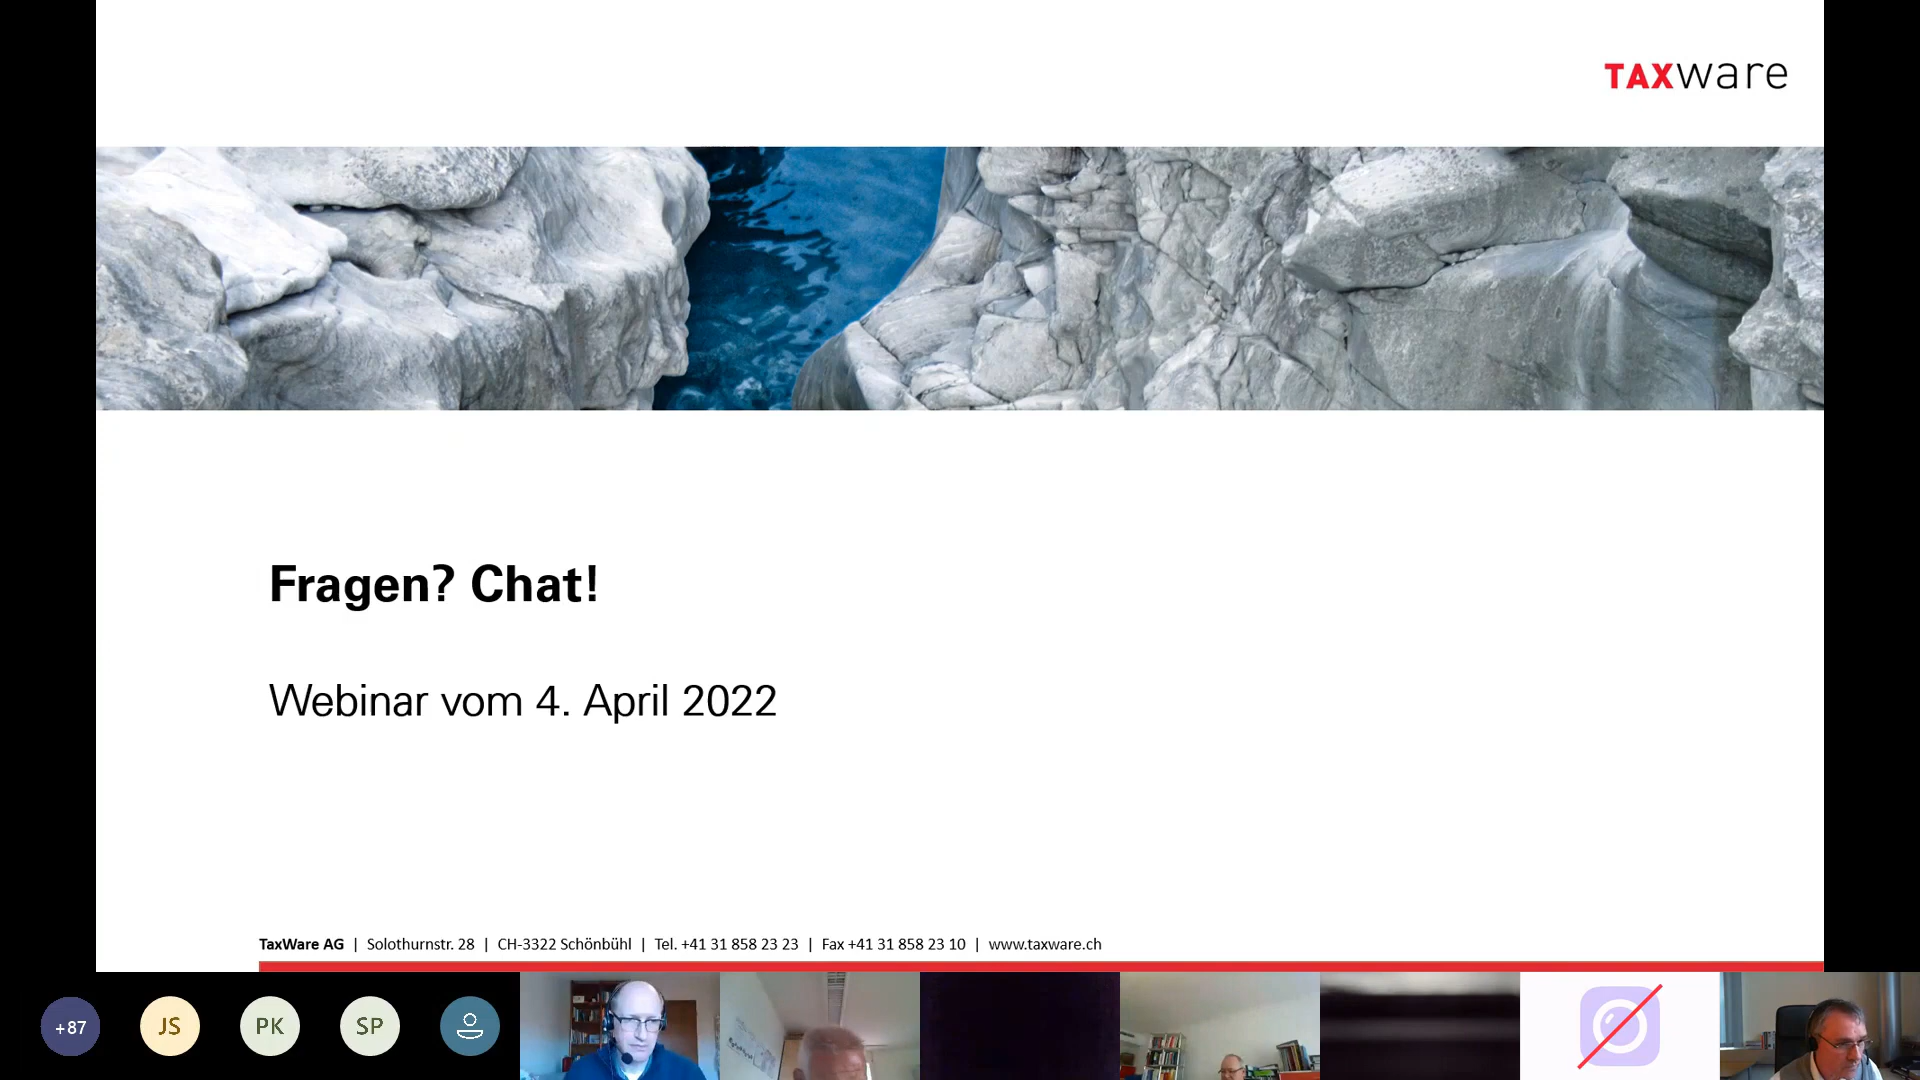 TAXware
Fragen? Chat!
Webinar vom 4. April 2022
TaxWare AG | Solothurnstr. 28 | CH-3322 Schönbühl | Tel. +41 31 858 23 23 | Fax +41 31 858 23 10 | www.taxware.ch
+87 JS PK SP